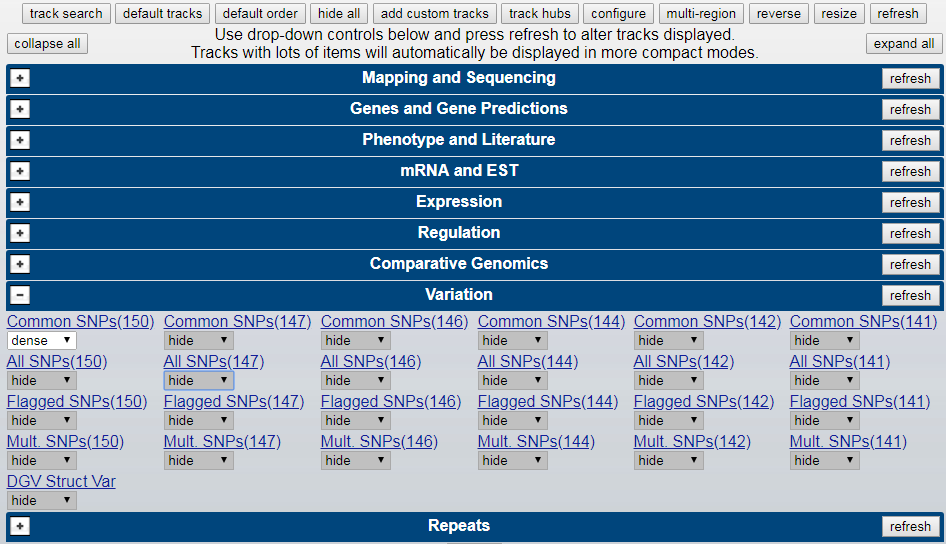 track search default tracks default order hide all add custom tracks track hubs configure multi-region reverse resize refresh
collapse all Use drop-down controls below and press refresh to alter tracks displayed. expand all
Tracks with lots of items will automatically be displayed in more compact modes.
+ Mapping and Sequencing refresh
+ Genes and Gene Predictions refresh
+ Phenotype and Literature refresh
+ mRNA and EST refresh
+ Expression refresh
+ Regulation refresh
+ Comparative Genomics refresh
− Variation refresh
Common SNPs(150) Common SNPs(147) Common SNPs(146) Common SNPs(144) Common SNPs(142) Common SNPs(141)
dense hide hide hide hide hide
All SNPs(150) All SNPs(147) All SNPs(146) All SNPs(144) All SNPs(142) All SNPs(141)
hide hide hide hide hide hide
Flagged SNPs(150) Flagged SNPs(147) Flagged SNPs(146) Flagged SNPs(144) Flagged SNPs(142) Flagged SNPs(141)
hide hide hide hide hide hide
Mult. SNPs(150) Mult. SNPs(147) Mult. SNPs(146) Mult. SNPs(144) Mult. SNPs(142) Mult. SNPs(141)
hide hide hide hide hide hide
DGV Struct Var
hide
+ Repeats refresh